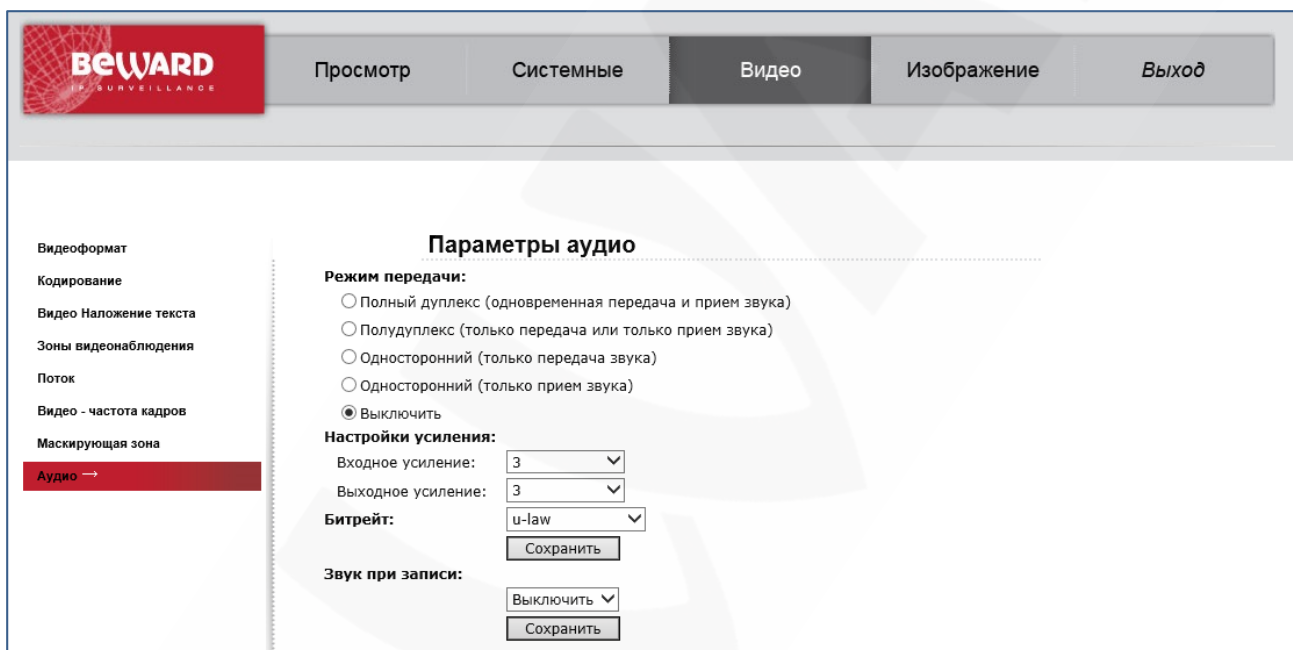 BEWARD
IP SURVEILLANCE
Просмотр
Системные
Видео
Изображение
Выход
Видеоформат
Кодирование
Видео Наложение текста
Зоны видеонаблюдения
Поток
Видео - частота кадров
Маскирующая зона
Аудио →
Параметры аудио
Режим передачи:
Полный дуплекс (одновременная передача и прием звука)
Полудуплекс (только передача или только прием звука)
Односторонний (только передача звука)
Односторонний (только прием звука)
Выключить
Настройки усиления:
Входное усиление: 3
Выходное усиление: 3
Битрейт: u-law
Сохранить
Звук при записи:
Выключить
Сохранить